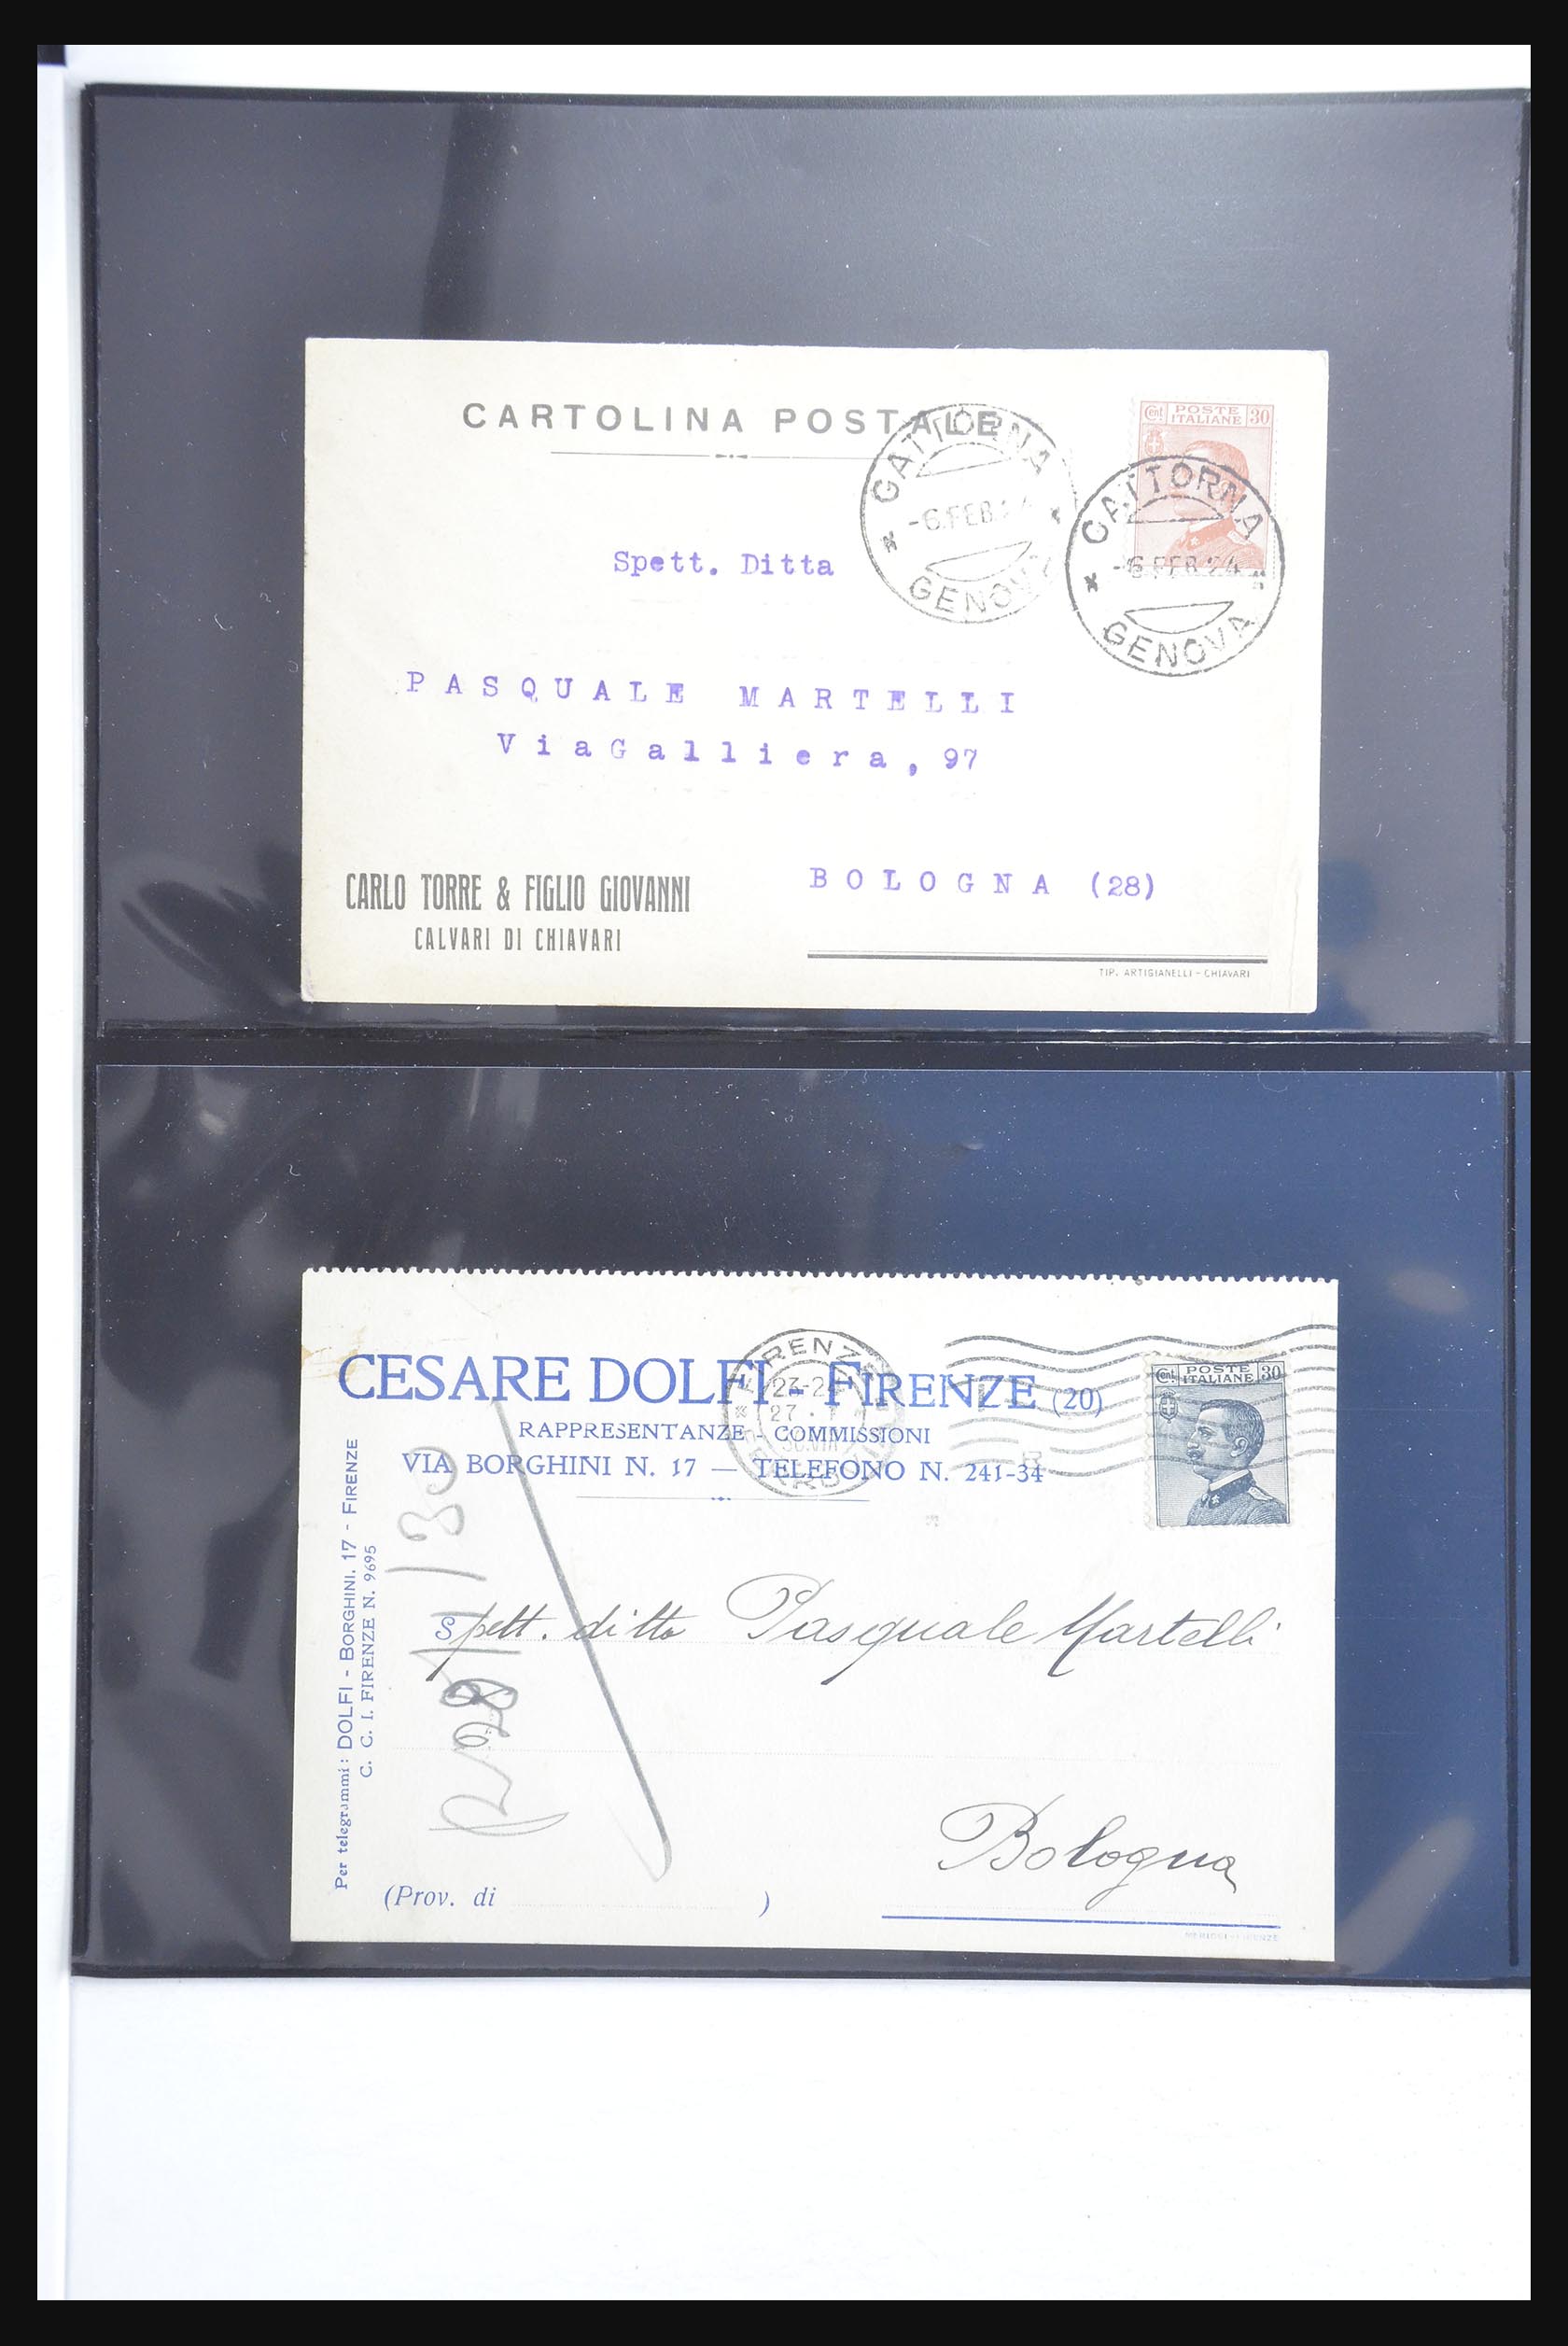 CARTOLINA POSTALE
Cent. POSTE ITALIANE 30
GATTORNA
-6.FEB.24
GENOVA
GATTORNA
-6.FEB.24
GENOVA
Spett. Ditta
PASQUALE MARTELLI
ViaGalliera, 97
BOLOGNA (28)
CARLO TORRE & FIGLIO GIOVANNI
CALVARI DI CHIAVARI
TIP. ARTIGIANELLI - CHIAVARI
CESARE DOLFI - FIRENZE (20)
RAPPRESENTANZE - COMMISSIONI
VIA BORGHINI N. 17 — TELEFONO N. 241-34
Cent. POSTE ITALIANE 30
FIRENZE
Per telegrammi: DOLFI - BORGHINI, 17 - FIRENZE
C. C. I. FIRENZE N. 9695
Spett. ditta Pasquale Martelli
Bologna
(Prov. di )